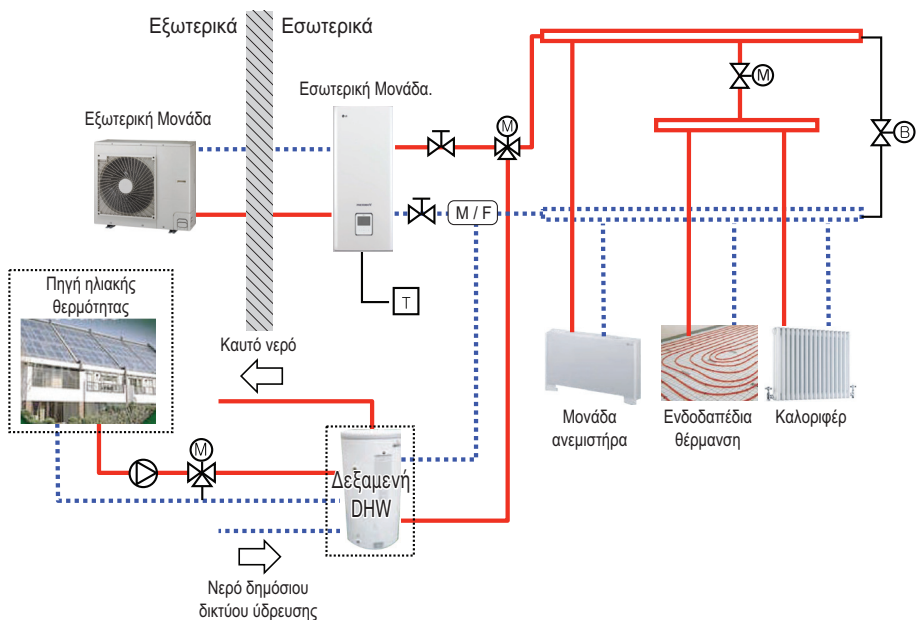 Εξωτερικά
Εσωτερικά
Εξωτερική Μονάδα
Εσωτερική Μονάδα.
M
M
B
M / F
T
Πηγή ηλιακής
θερμότητας
Καυτό νερό
M
Δεξαμενή
DHW
Μονάδα
ανεμιστήρα
Ενδοδαπέδια
θέρμανση
Καλοριφέρ
Νερό δημόσιου
δικτύου ύδρευσης